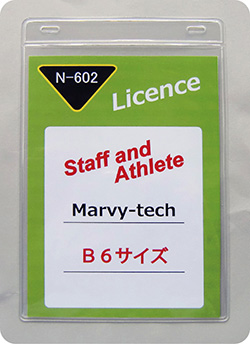 N-602
Licence
Staff and
Athlete
Marvy-tech
B6サイズ